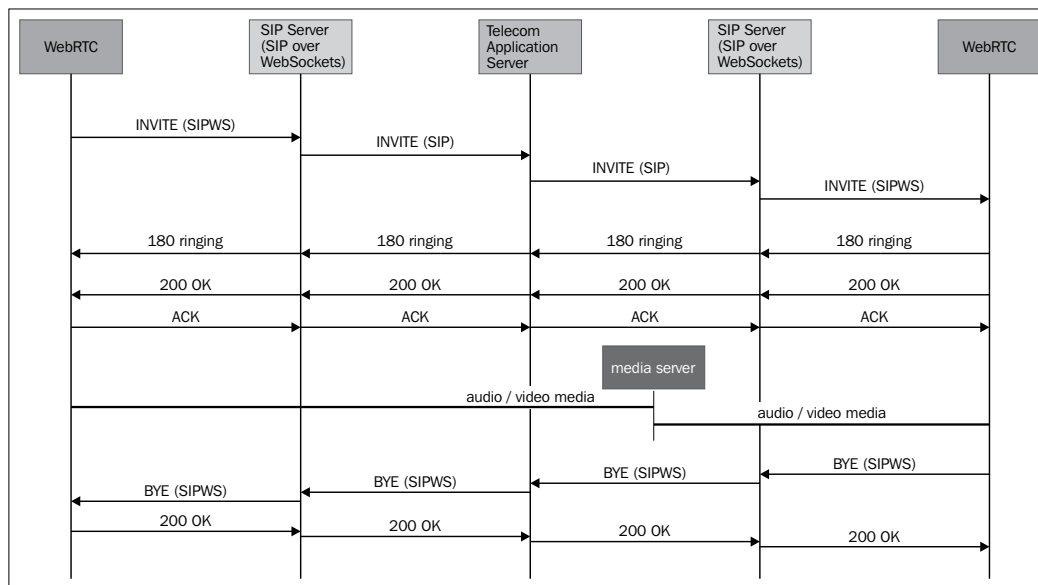 WebRTC
SIP Server
(SIP over
WebSockets)
Telecom
Application
Server
SIP Server
(SIP over
WebSockets)
WebRTC
INVITE (SIPWS)
INVITE (SIP)
INVITE (SIP)
INVITE (SIPWS)
180 ringing
180 ringing
180 ringing
180 ringing
200 OK
200 OK
200 OK
200 OK
ACK
ACK
ACK
ACK
media server
audio / video media
audio / video media
BYE (SIPWS)
BYE (SIPWS)
BYE (SIPWS)
BYE (SIPWS)
200 OK
200 OK
200 OK
200 OK